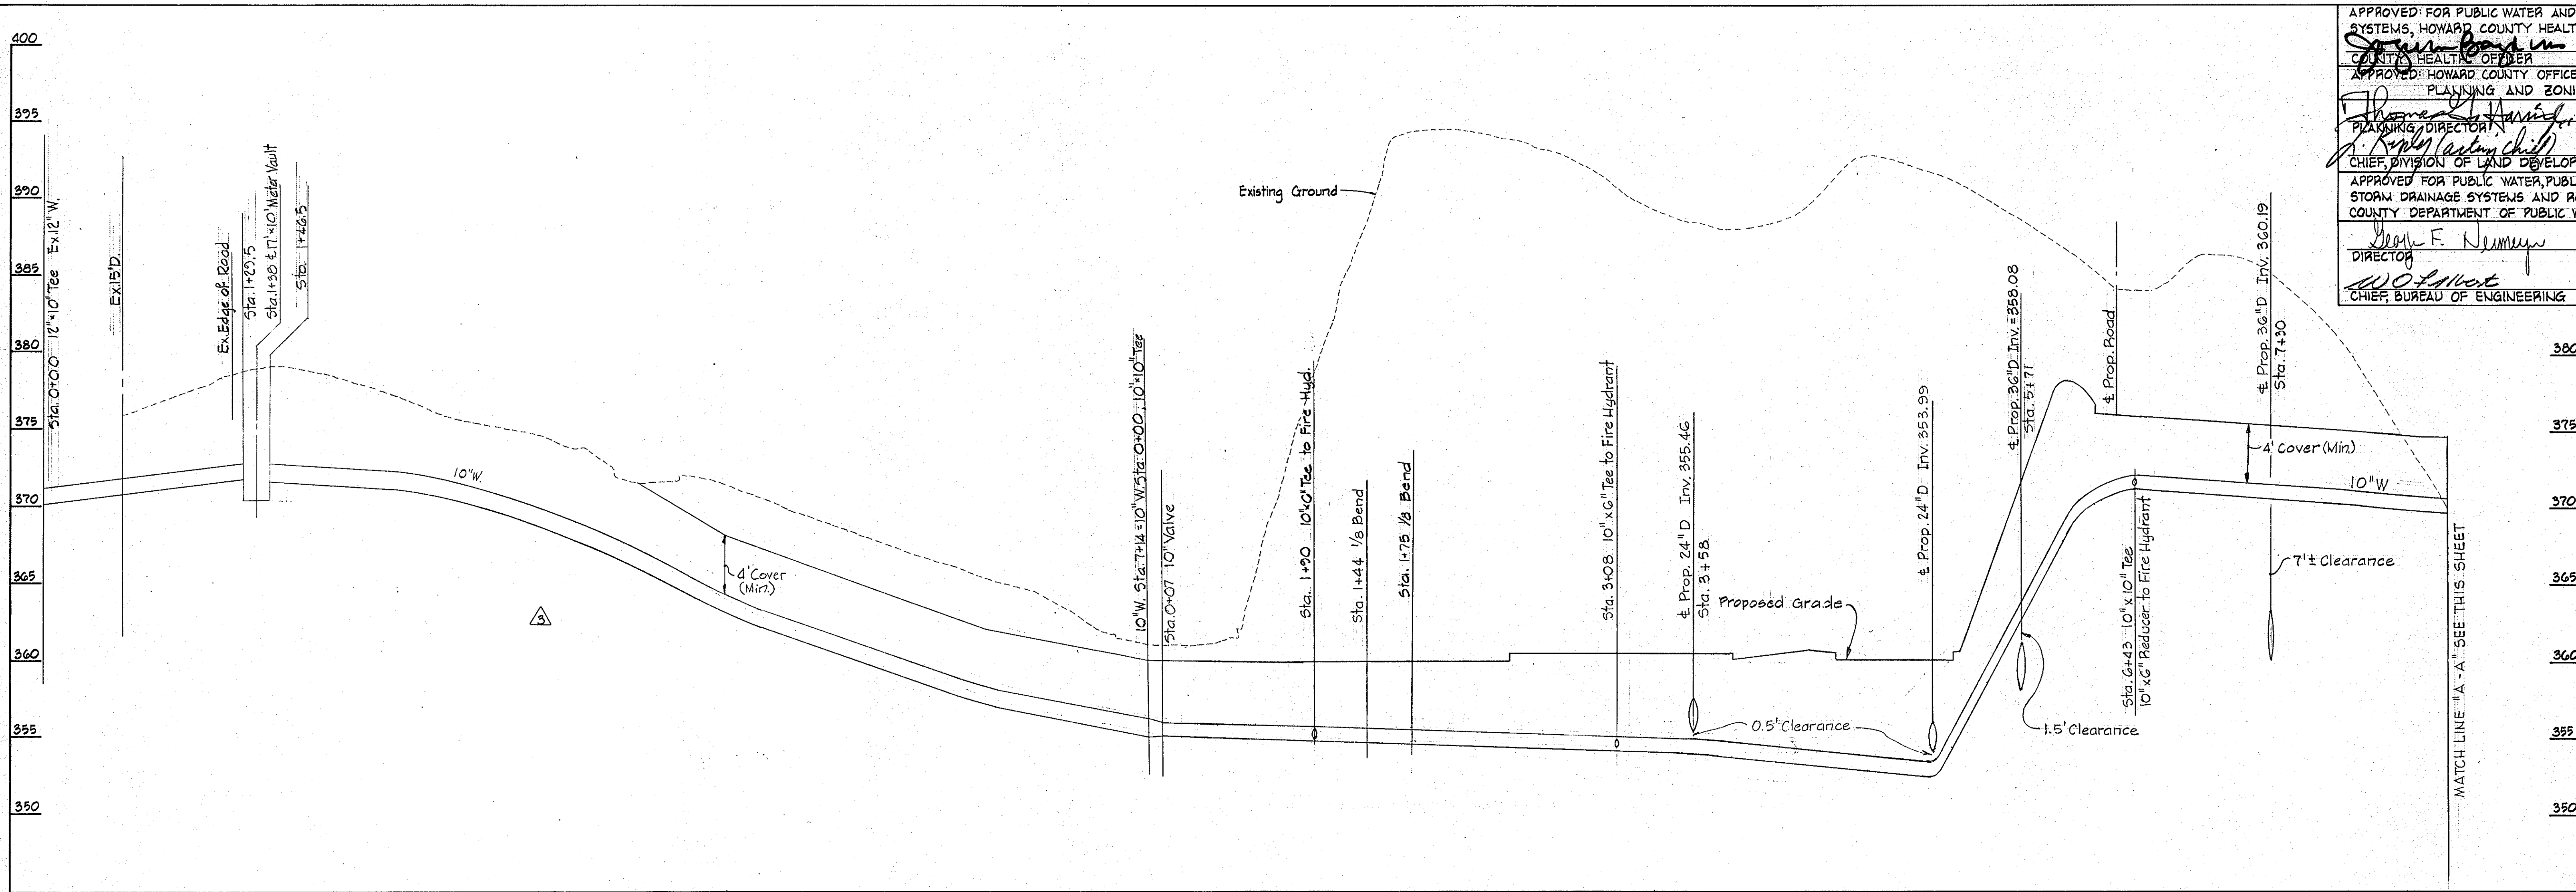 400
395
390
385
380
375
370
365
360
355
350
Sta. 0+00 12"x10" Tee Ex.12" W.
Ex.15"D.
Ex.Edge of Road
Sta. 1+29.5
Sta. 1+38 ℄ 17'x10' Meter Vault
Sta. 1+46.5
10"W.
4' Cover
(Min.)
3
10"W. Sta. 7+14 = 10" W. Sta. 0+00, 10"x10" Tee
Sta. 0+07 10" Valve
Existing Ground
Sta. 1+90 10"x6" Tee to Fire Hyd.
Sta. 1+44 1/8 Bend
Sta. 1+75 1/8 Bend
Sta. 3+08 10"x6" Tee to Fire Hydrant
℄ Prop. 24"D Inv. 355.46
Sta. 3+58
Proposed Grade
0.5' Clearance
℄ Prop. 24"D Inv. 353.99
℄ Prop. 36"D Inv. = 358.08
Sta. 5+71
1.5' Clearance
℄ Prop. Road
Sta. 6+43 10"x10" Tee
10"x6" Reducer to Fire Hydrant
℄ Prop. 36"D Inv. 360.19
Sta. 7+30
4' Cover (Min.)
10"W
7'± Clearance
MATCH LINE "A-A" SEE THIS SHEET
APPROVED: FOR PUBLIC WATER AND
SYSTEMS, HOWARD COUNTY HEALT
COUNTY HEALTH OFFICER
APPROVED: HOWARD COUNTY OFFICE
PLANNING AND ZONI
PLANNING DIRECTOR
(acting chief)
CHIEF, DIVISION OF LAND DEVELOP
APPROVED FOR PUBLIC WATER, PUBL
STORM DRAINAGE SYSTEMS AND R
COUNTY DEPARTMENT OF PUBLIC W
George F. Neimeyer
DIRECTOR
CHIEF, BUREAU OF ENGINEERING
380
375
370
365
360
355
350